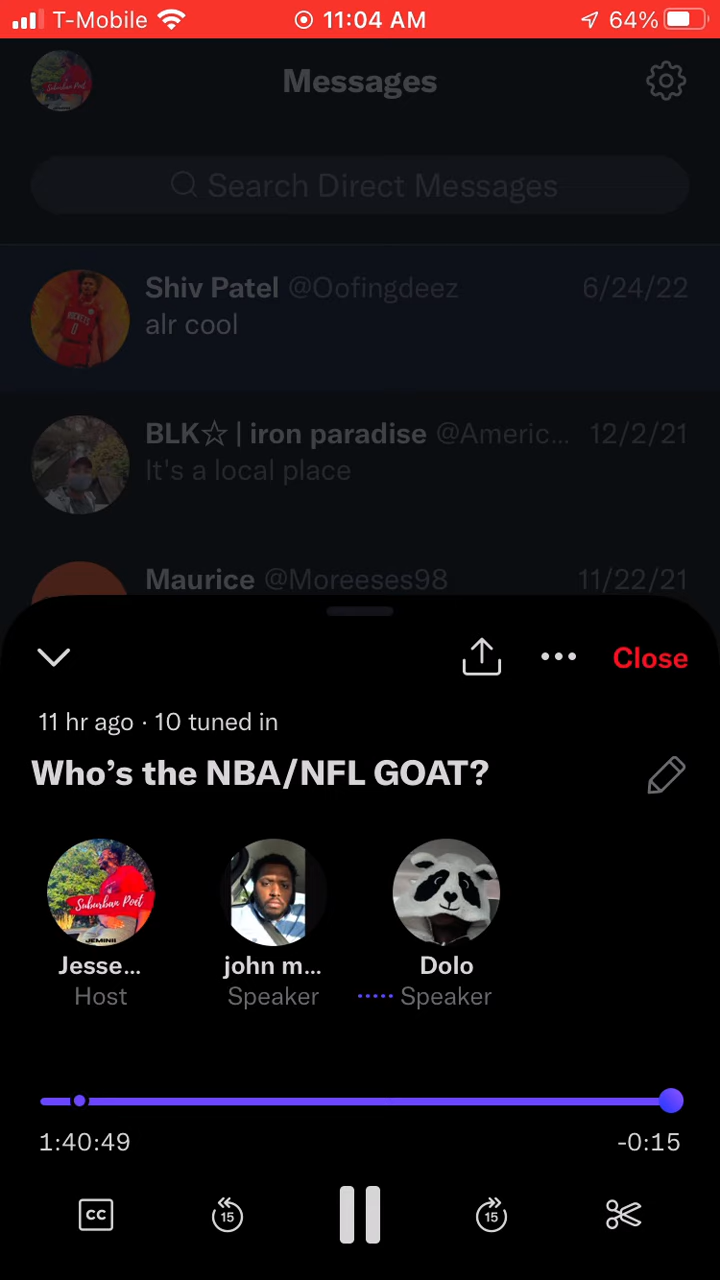 T-Mobile 11:04 AM 64%
Messages
Search Direct Messages
Shiv Patel @Oofingdeez 6/24/22
alr cool
BLK☆ | iron paradise @Americ... 12/2/21
It's a local place
Maurice @Moreeses98 11/22/21
Close
11 hr ago · 10 tuned in
Who's the NBA/NFL GOAT?
Suburban Poet
JEMINII
Jesse... john m... Dolo
Host Speaker Speaker
1:40:49 -0:15
CC 15 15